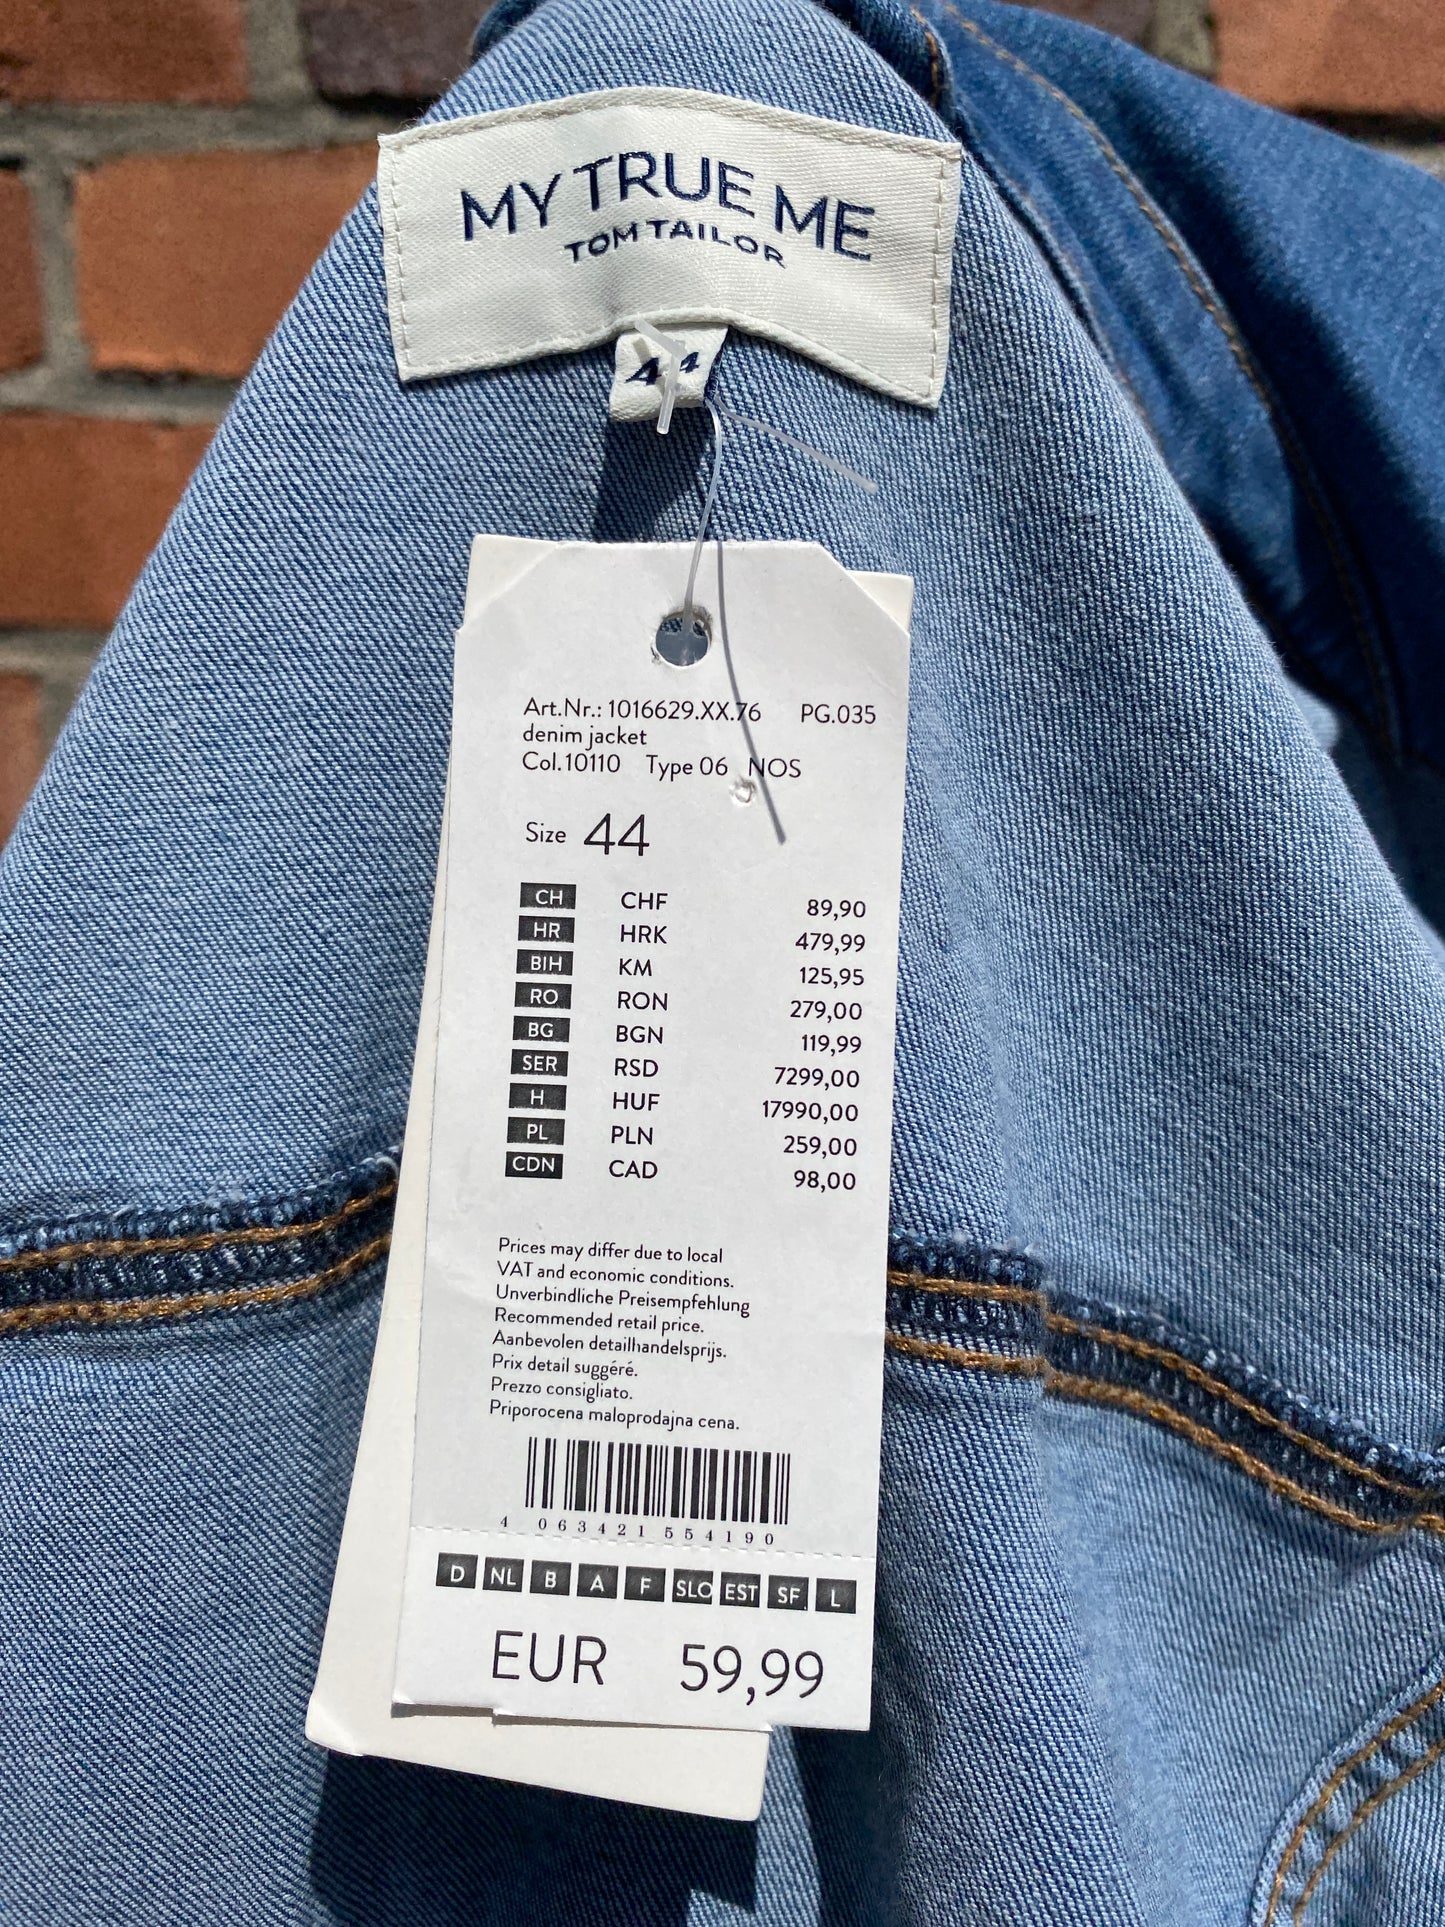 MY TRUE ME
TOM TAILOR
44
Art.Nr.: 1016629.XX.76 PG.035
denim jacket
Col.10110 Type 06 NOS
Size 44
CH CHF 89,90
HR HRK 479,99
BIH KM 125,95
RO RON 279,00
BG BGN 119,99
SER RSD 7299,00
H HUF 17990,00
PL PLN 259,00
CDN CAD 98,00
Prices may differ due to local
VAT and economic conditions.
Unverbindliche Preisempfehlung
Recommended retail price.
Aanbevolen detailhandelsprijs.
Prix detail suggéré.
Prezzo consigliato.
Priporocena maloprodajna cena.
4 063421 554190
D NL B A F SLO EST SF L
EUR 59,99